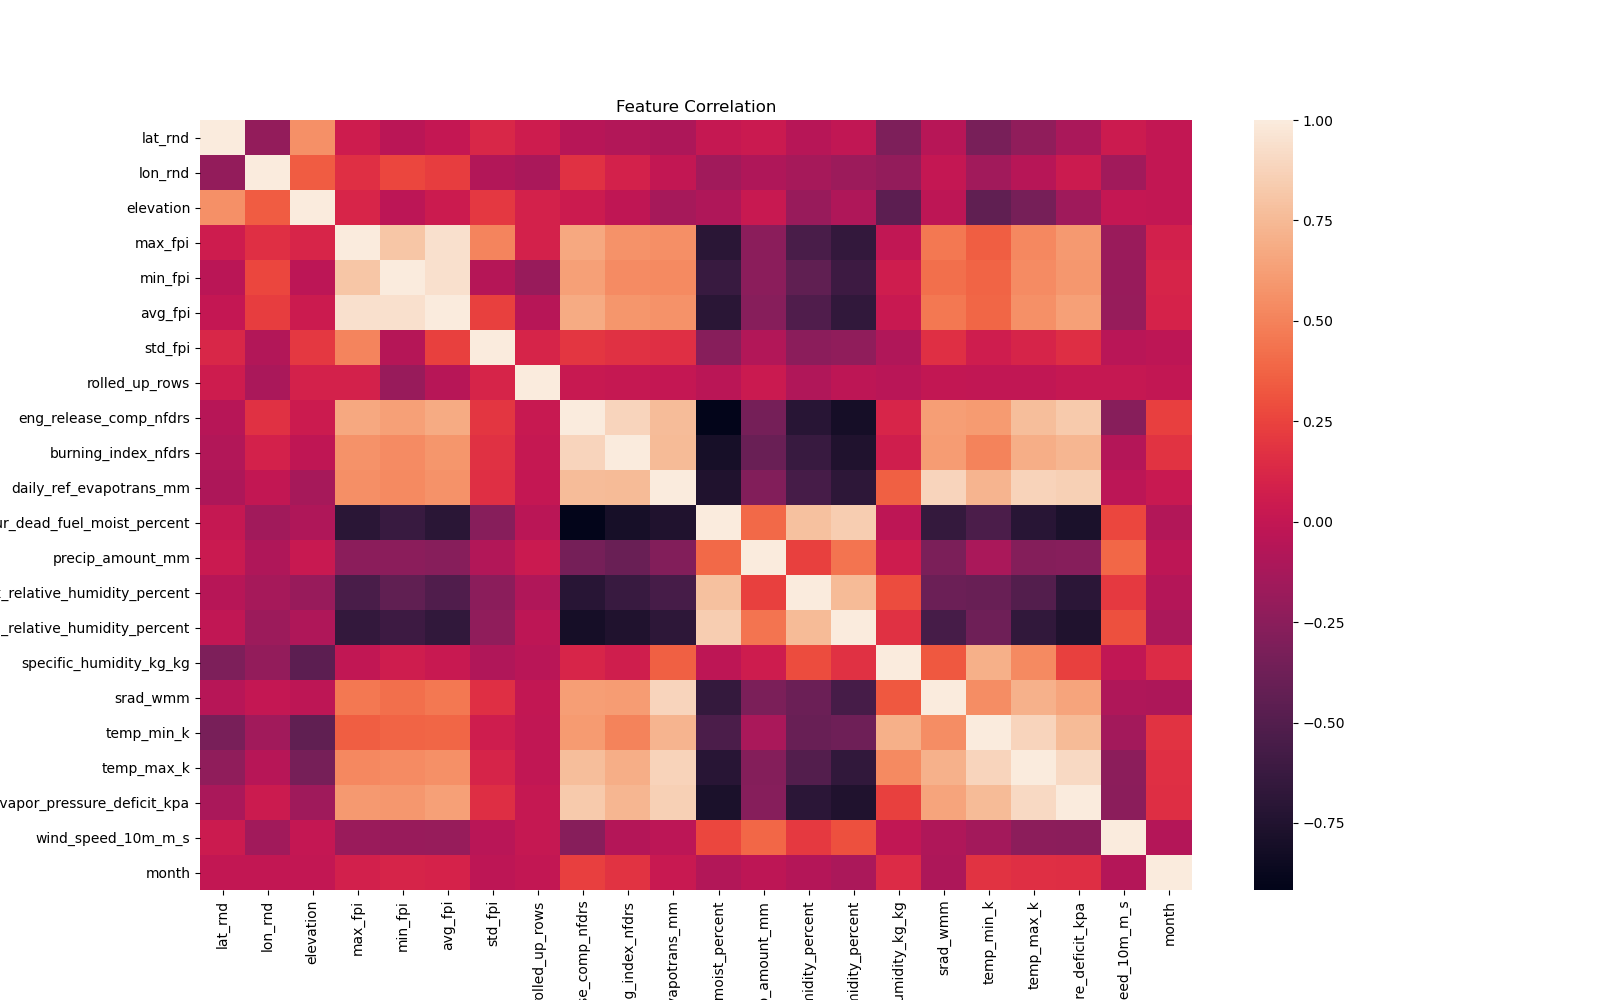 Feature Correlation
lat_rnd
lon_rnd
elevation
max_fpi
min_fpi
avg_fpi
std_fpi
rolled_up_rows
eng_release_comp_nfdrs
burning_index_nfdrs
daily_ref_evapotrans_mm
ur_dead_fuel_moist_percent
precip_amount_mm
_relative_humidity_percent
_relative_humidity_percent
specific_humidity_kg_kg
srad_wmm
temp_min_k
temp_max_k
vapor_pressure_deficit_kpa
wind_speed_10m_m_s
month
lat_rnd
lon_rnd
elevation
max_fpi
min_fpi
avg_fpi
std_fpi
rolled_up_rows
se_comp_nfdrs
g_index_nfdrs
vapotrans_mm
moist_percent
_amount_mm
midity_percent
midity_percent
umidity_kg_kg
srad_wmm
temp_min_k
temp_max_k
re_deficit_kpa
eed_10m_m_s
month
1.00
0.75
0.50
0.25
0.00
−0.25
−0.50
−0.75